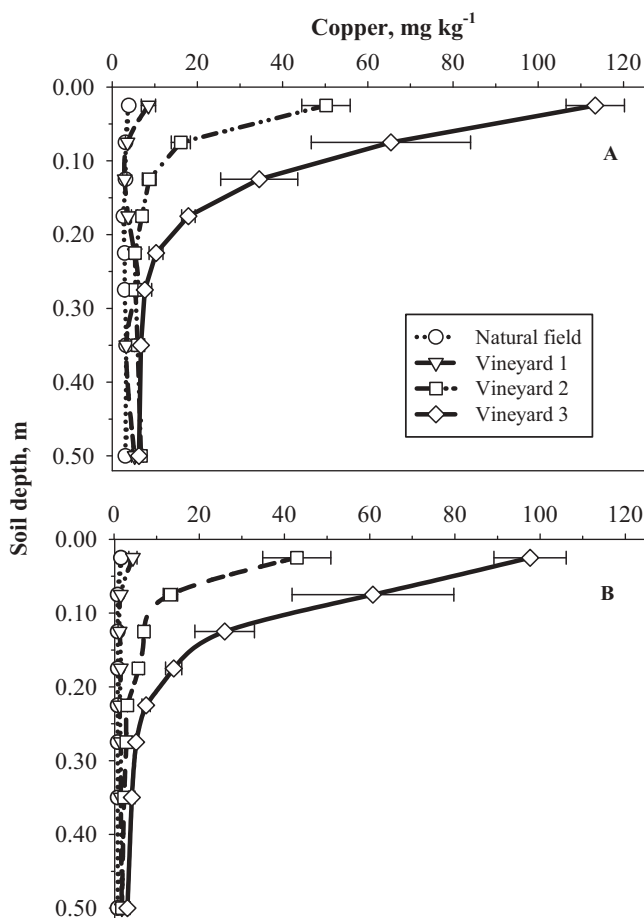 Copper, mg kg⁻¹
0 20 40 60 80 100 120
0.00
0.10
0.20
0.30
0.40
0.50
A
Natural field
Vineyard 1
Vineyard 2
Vineyard 3
Soil depth, m
0 20 40 60 80 100 120
0.00
0.10
0.20
0.30
0.40
0.50
B